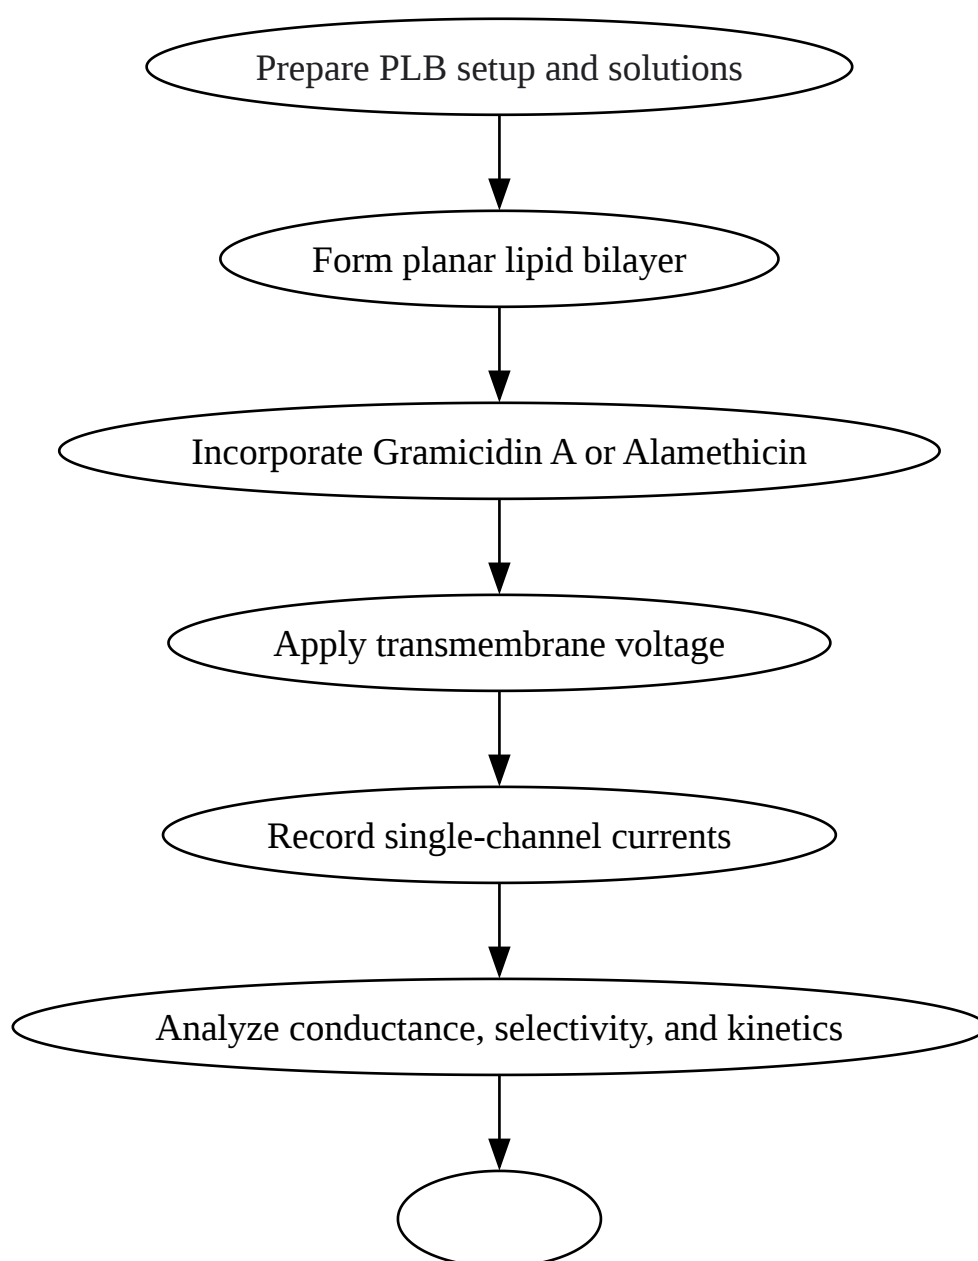 Prepare PLB setup and solutions
Form planar lipid bilayer
Incorporate Gramicidin A or Alamethicin
Apply transmembrane voltage
Record single-channel currents
Analyze conductance, selectivity, and kinetics